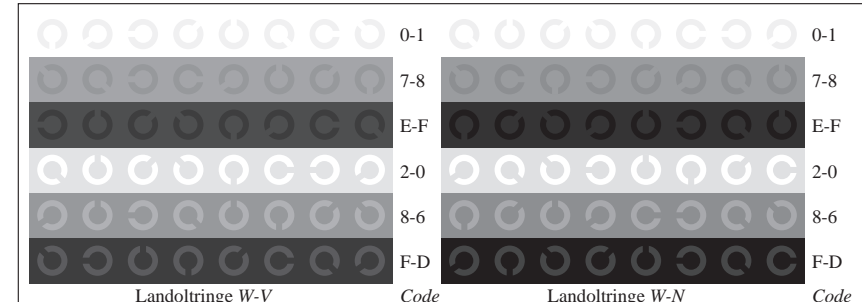 0-1 0-1
7-8 7-8
E-F E-F
2-0 2-0
8-6 8-6
F-D F-D
Landoltringe W-V Code Landoltringe W-N Code